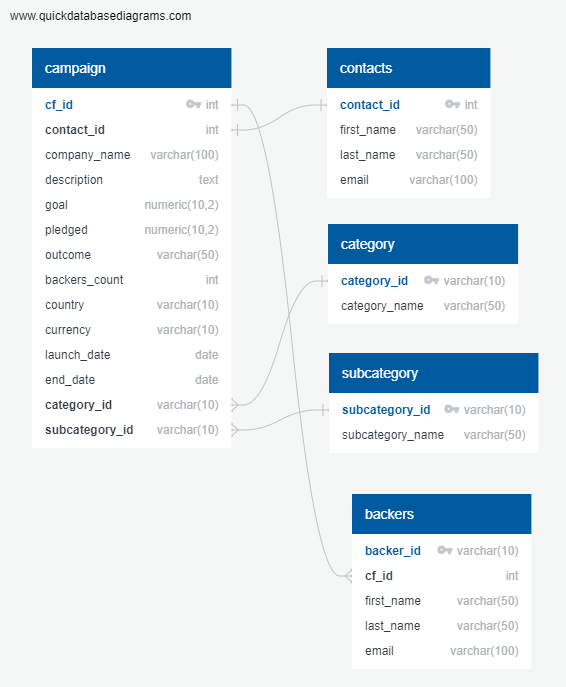 www.quickdatabasediagrams.com
campaign
cf_id int
contact_id int
company_name varchar(100)
description text
goal numeric(10,2)
pledged numeric(10,2)
outcome varchar(50)
backers_count int
country varchar(10)
currency varchar(10)
launch_date date
end_date date
category_id varchar(10)
subcategory_id varchar(10)
contacts
contact_id int
first_name varchar(50)
last_name varchar(50)
email varchar(100)
category
category_id varchar(10)
category_name varchar(50)
subcategory
subcategory_id varchar(10)
subcategory_name varchar(50)
backers
backer_id varchar(10)
cf_id int
first_name varchar(50)
last_name varchar(50)
email varchar(100)